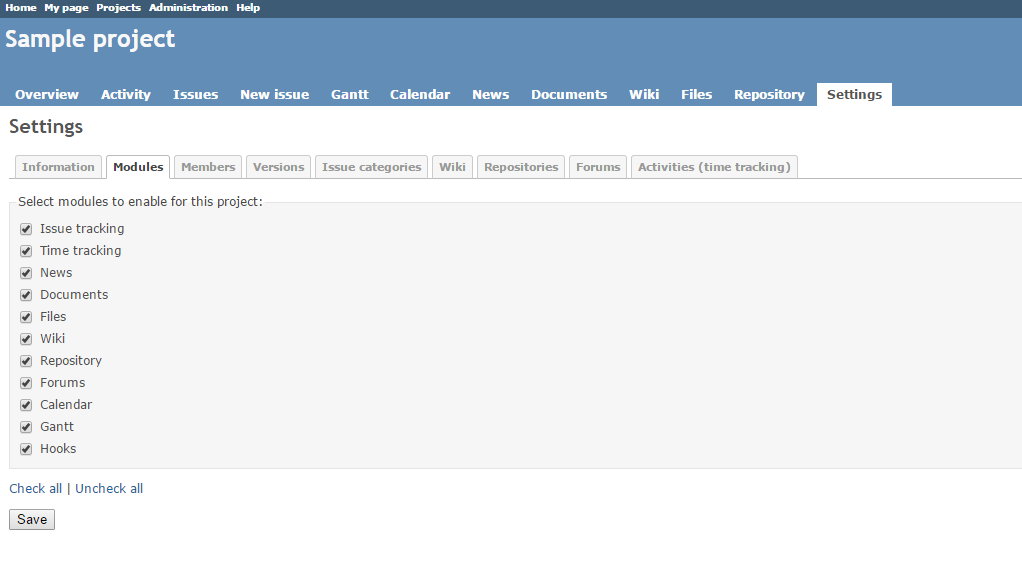 Home My page Projects Administration Help
Sample project
Overview Activity Issues New issue Gantt Calendar News Documents Wiki Files Repository Settings
Settings
Information Modules Members Versions Issue categories Wiki Repositories Forums Activities (time tracking)
Select modules to enable for this project:
Issue tracking
Time tracking
News
Documents
Files
Wiki
Repository
Forums
Calendar
Gantt
Hooks
Check all | Uncheck all
Save